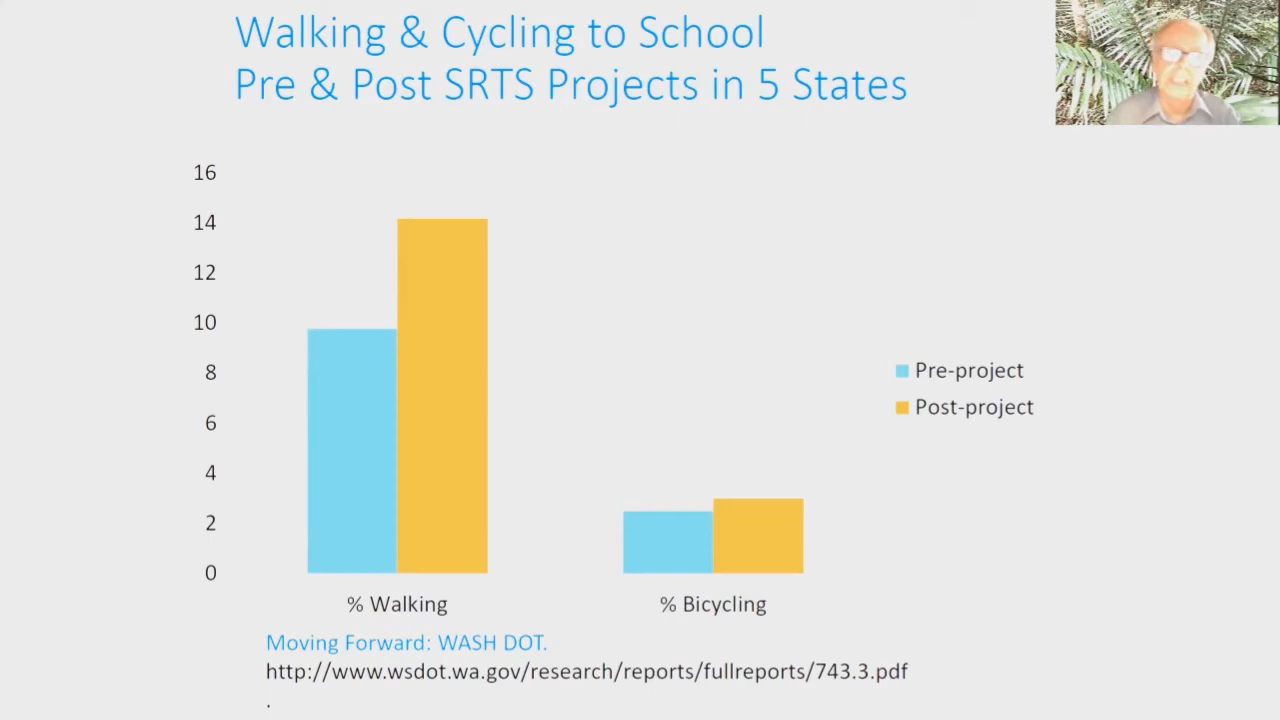 Walking & Cycling to School
Pre & Post SRTS Projects in 5 States
16
14
12
10
8
6
4
2
0
Pre-project
Post-project
% Walking
% Bicycling
Moving Forward: WASH DOT.
http://www.wsdot.wa.gov/research/reports/fullreports/743.3.pdf
.